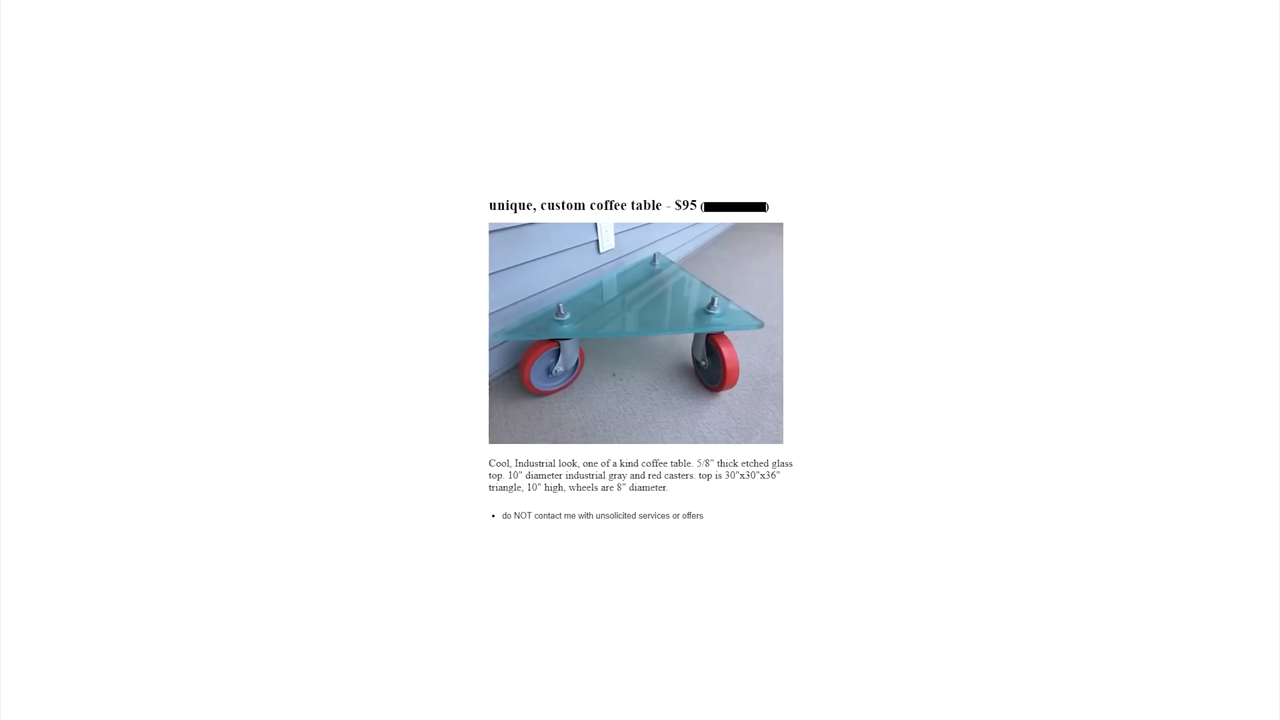 unique, custom coffee table - $95 ( )
Cool, Industrial look, one of a kind coffee table. 5/8" thick etched glass
top. 10" diameter industrial gray and red casters. top is 30"x30"x36"
triangle, 10" high, wheels are 8" diameter.
• do NOT contact me with unsolicited services or offers